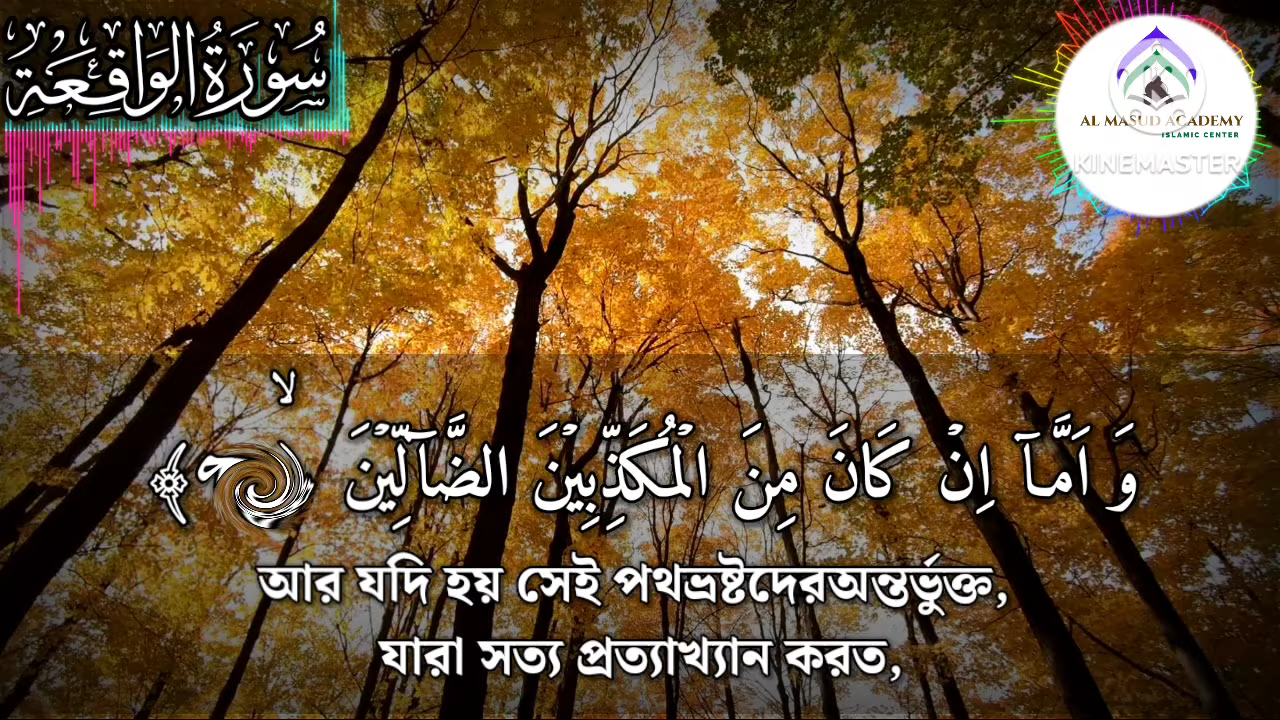 سُورَةُ الوَاقِعَةِ
AL MASUD ACADEMY
ISLAMIC CENTER
KINEMASTER
وَ اَمَّاۤ اِنۡ كَانَ مِنَ الۡمُكَذِّبِيۡنَ الضَّآلِّيۡنَ ۙ
আর যদি হয় সেই পথভ্রষ্টদেরঅন্তর্ভুক্ত,
যারা সত্য প্রত্যাখ্যান করত,